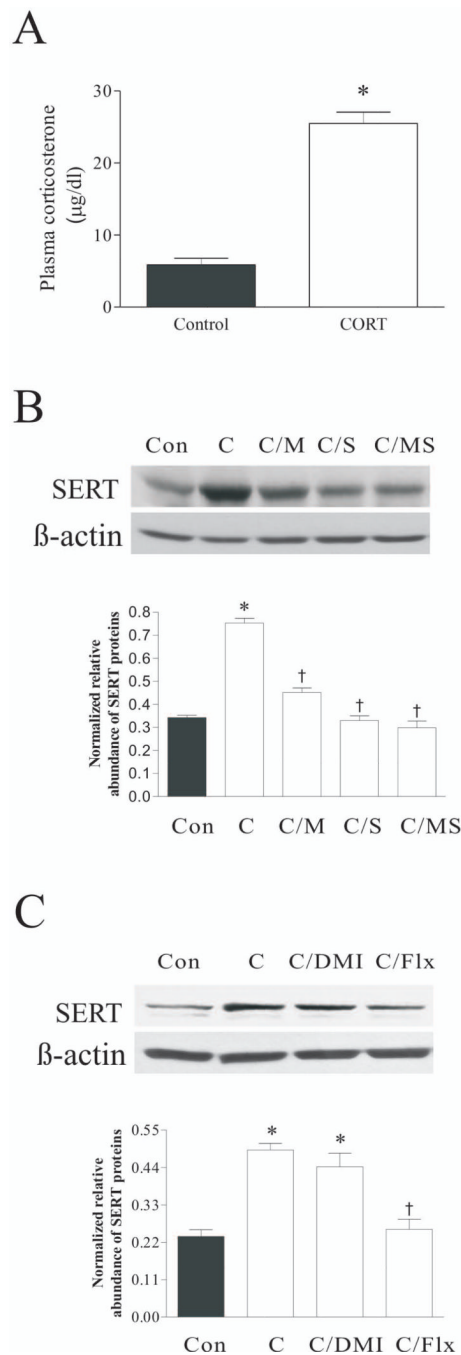 A
Plasma corticosterone
(µg/dl)
30
20
10
0
*
Control CORT
B
Con C C/M C/S C/MS
SERT
ß-actin
Normalized relative
abundance of SERT proteins
0.8
0.7
0.6
0.5
0.4
0.3
0.2
0.1
0.0
*
†
†
†
Con C C/M C/S C/MS
C
Con C C/DMI C/Flx
SERT
ß-actin
Normalized relative
abundance of SERT proteins
0.55
0.44
0.33
0.22
0.11
0.00
*
*
†
Con C C/DMI C/Flx